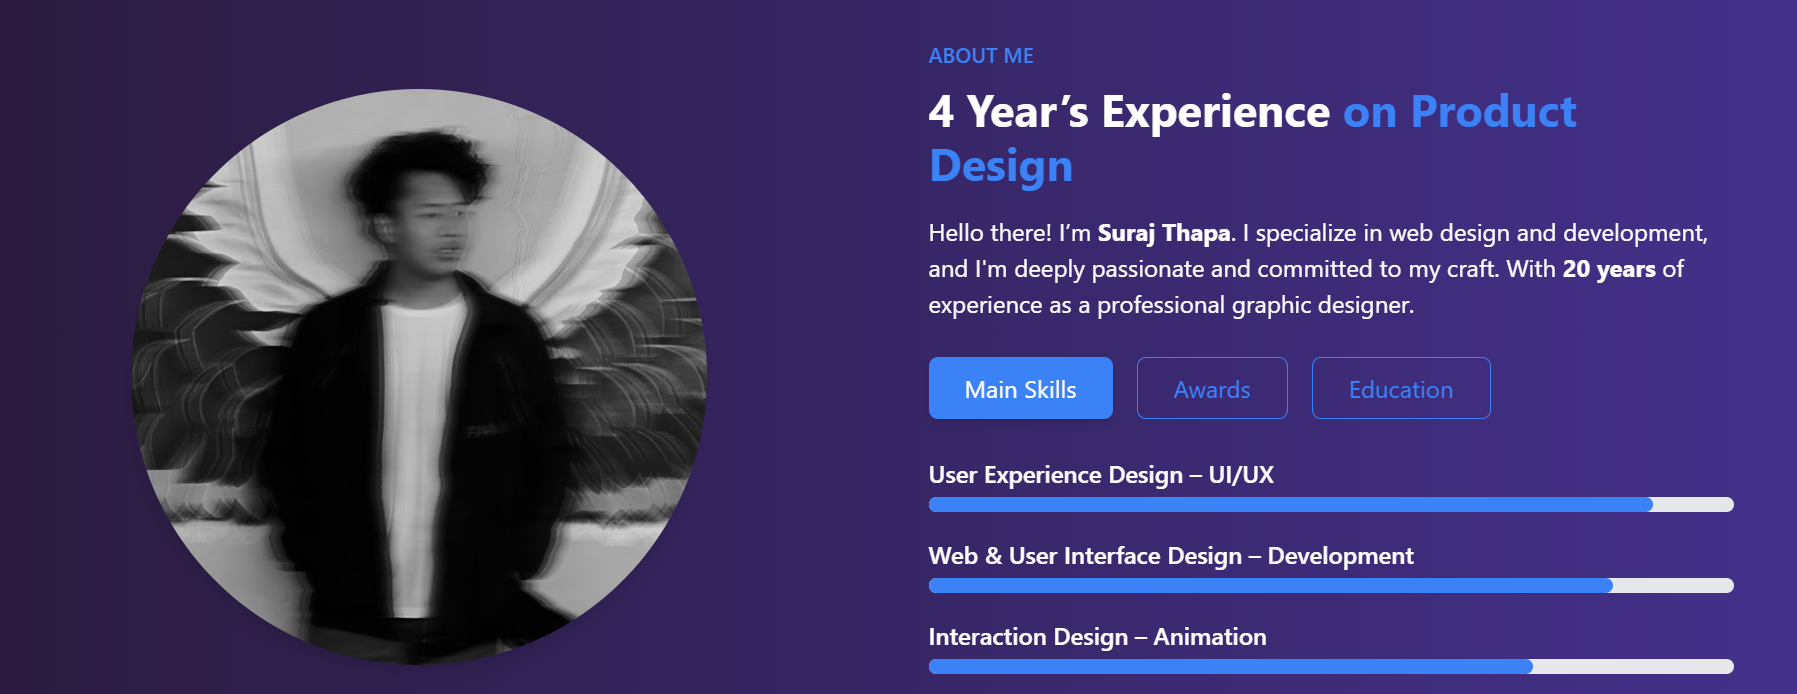 ABOUT ME
4 Year’s Experience on Product
Design
Hello there! I’m Suraj Thapa. I specialize in web design and development,
and I'm deeply passionate and committed to my craft. With 20 years of
experience as a professional graphic designer.
Main Skills
Awards
Education
User Experience Design – UI/UX
Web & User Interface Design – Development
Interaction Design – Animation